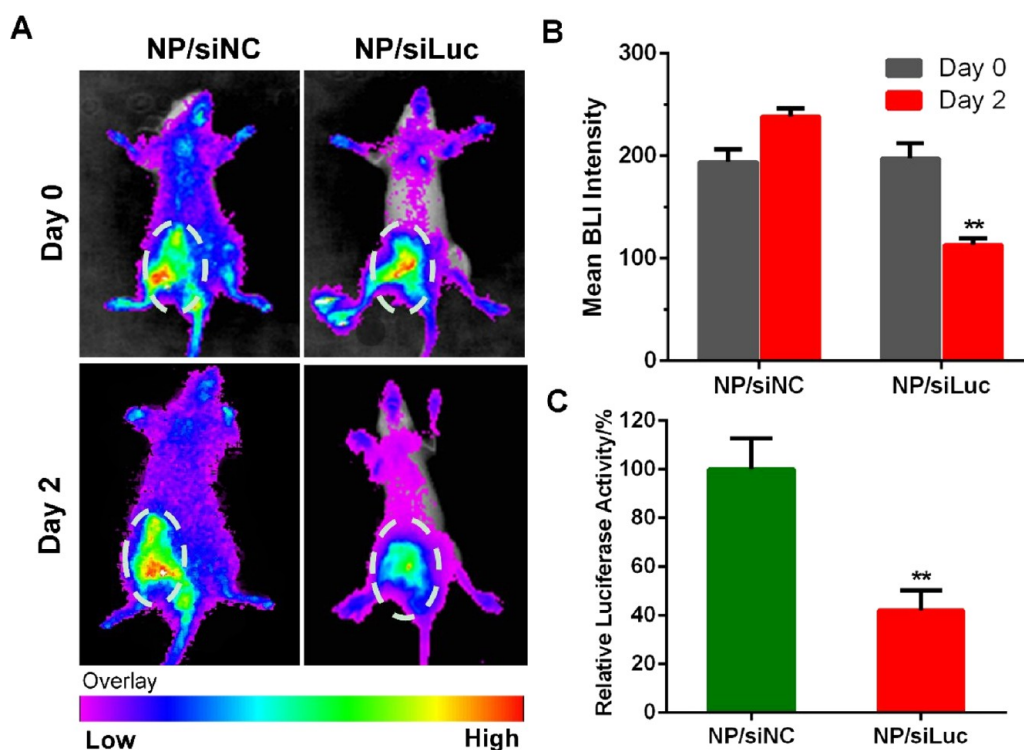 A
NP/siNC NP/siLuc
Day 0
Day 2
Overlay
Low High
B
Mean BLI Intensity
300
200
100
0
Day 0
Day 2
**
NP/siNC NP/siLuc
C
Relative Luciferase Activity/%
120
100
80
60
40
20
0
**
NP/siNC NP/siLuc